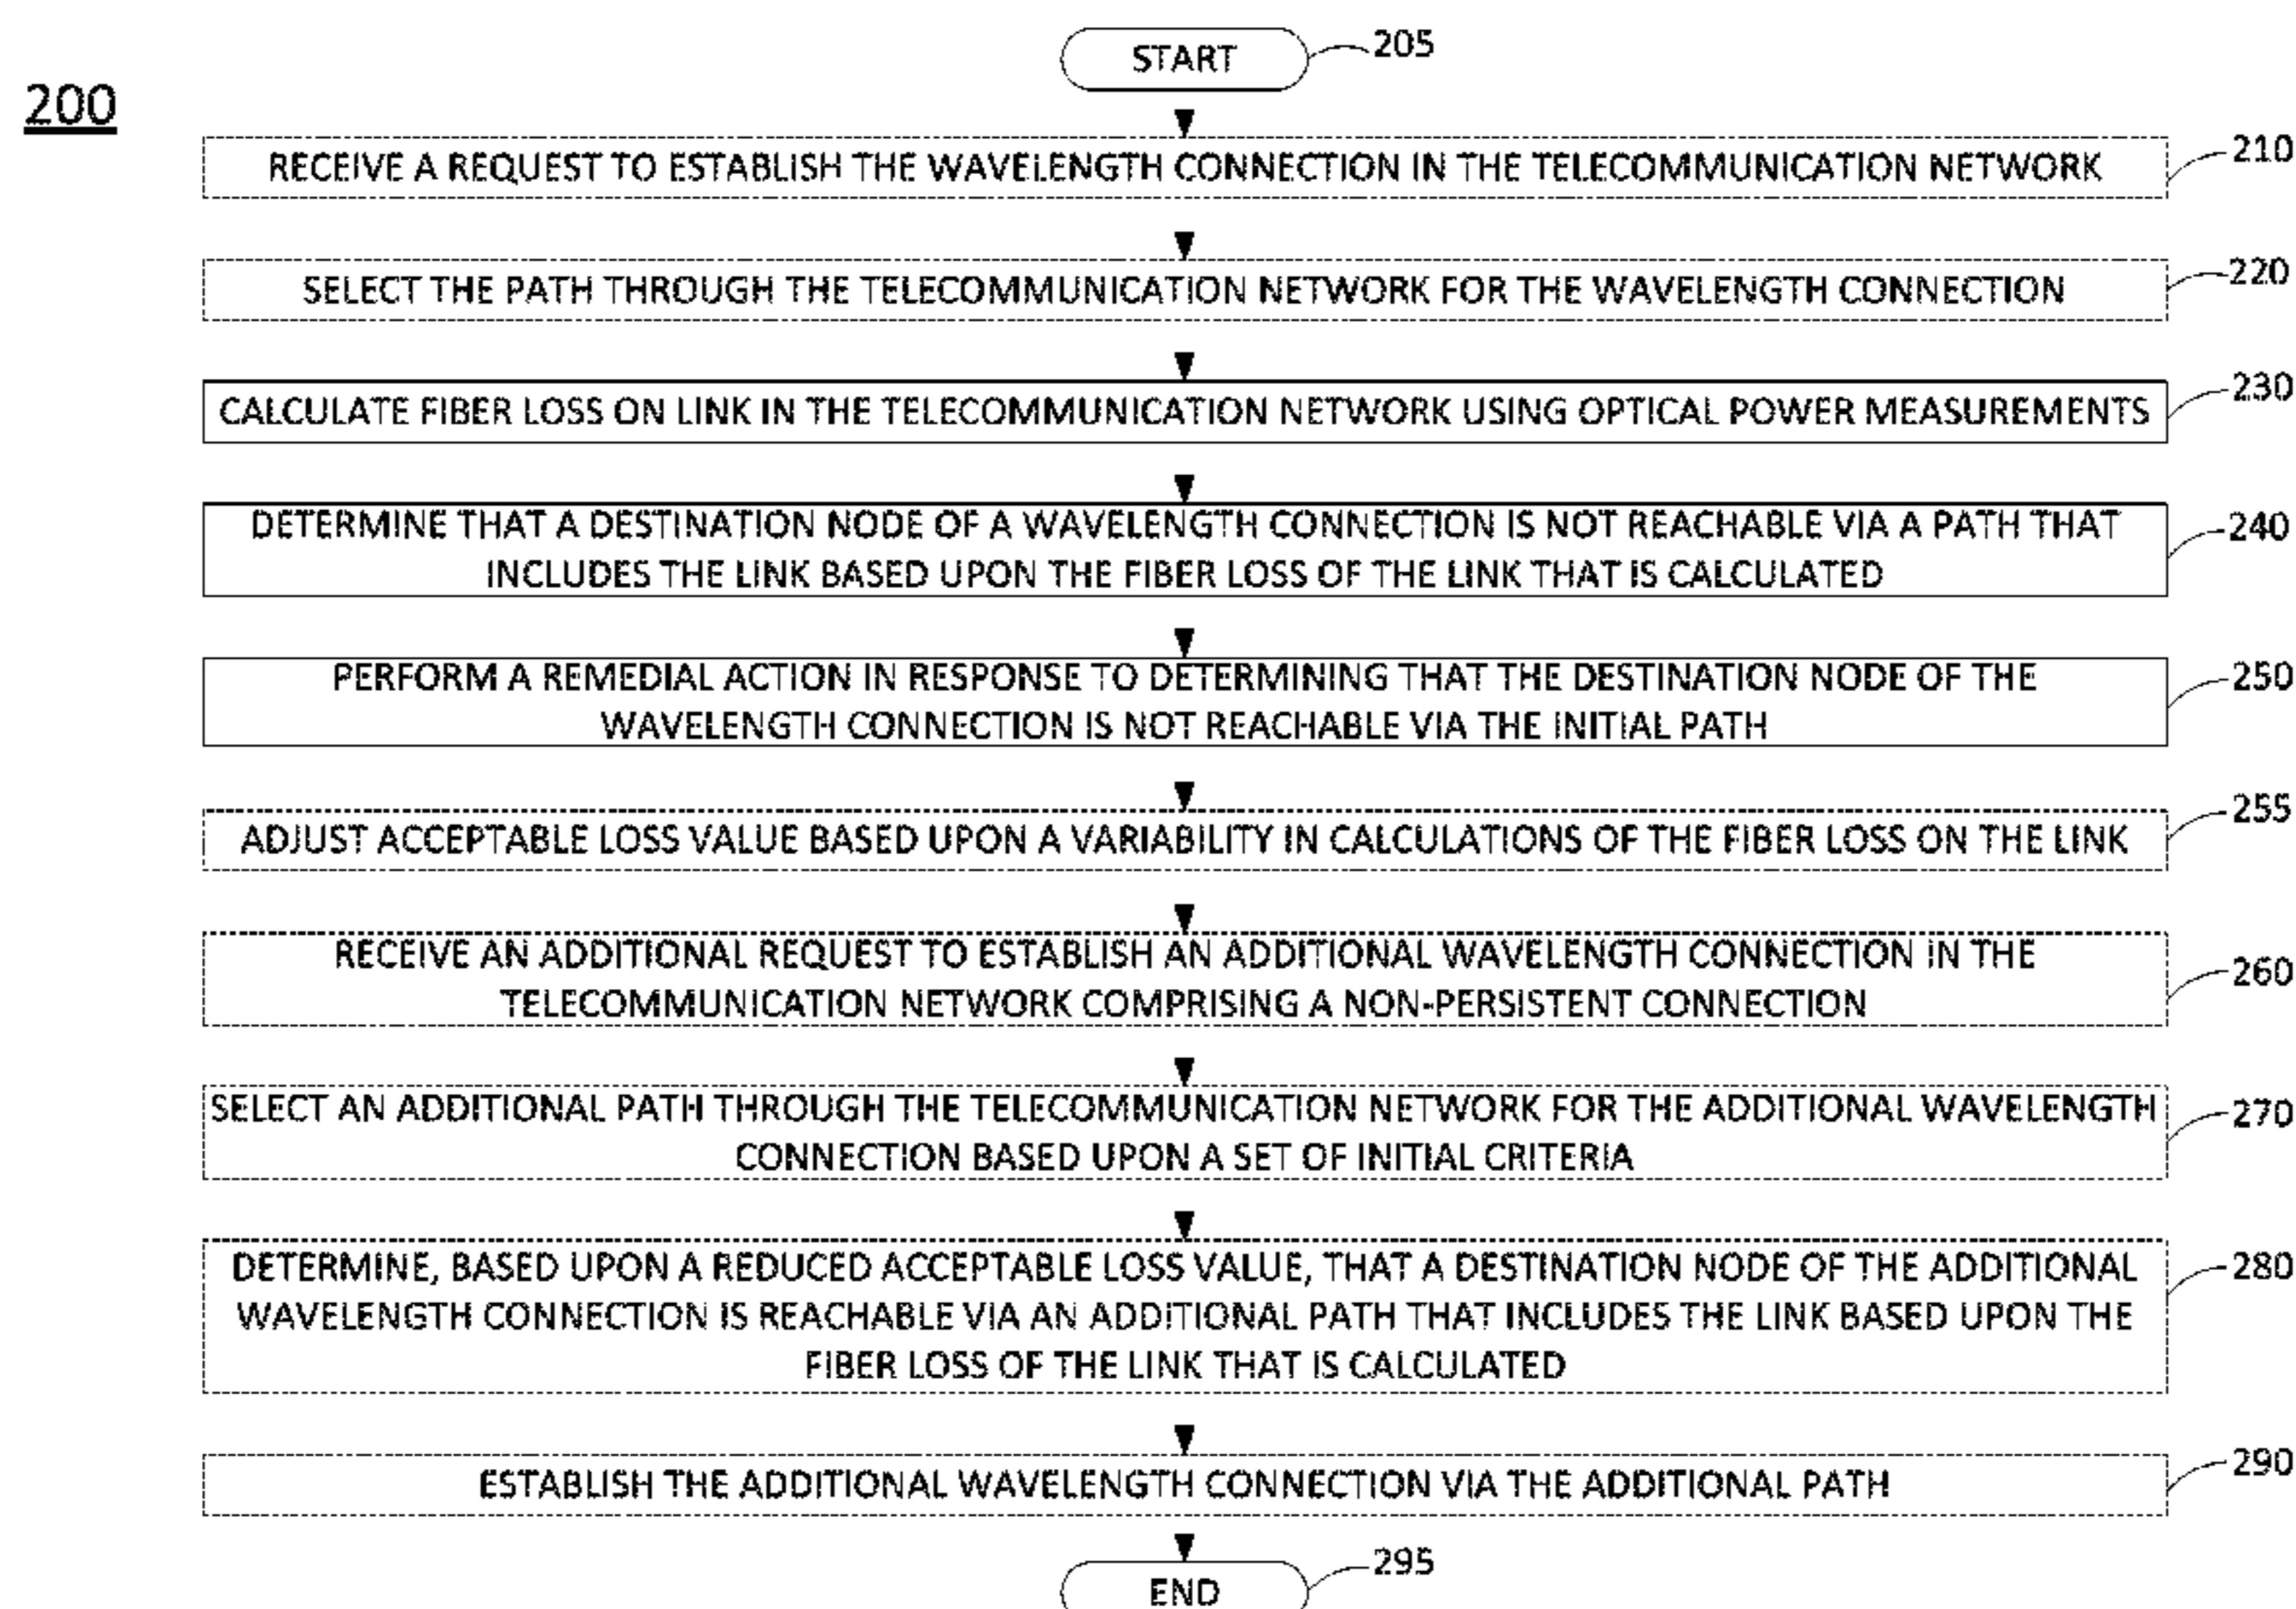 START
205
200
RECEIVE A REQUEST TO ESTABLISH THE WAVELENGTH CONNECTION IN THE TELECOMMUNICATION NETWORK
210
SELECT THE PATH THROUGH THE TELECOMMUNICATION NETWORK FOR THE WAVELENGTH CONNECTION
220
CALCULATE FIBER LOSS ON LINK IN THE TELECOMMUNICATION NETWORK USING OPTICAL POWER MEASUREMENTS
230
DETERMINE THAT A DESTINATION NODE OF A WAVELENGTH CONNECTION IS NOT REACHABLE VIA A PATH THAT
INCLUDES THE LINK BASED UPON THE FIBER LOSS OF THE LINK THAT IS CALCULATED
240
PERFORM A REMEDIAL ACTION IN RESPONSE TO DETERMINING THAT THE DESTINATION NODE OF THE
WAVELENGTH CONNECTION IS NOT REACHABLE VIA THE INITIAL PATH
250
ADJUST ACCEPTABLE LOSS VALUE BASED UPON A VARIABILITY IN CALCULATIONS OF THE FIBER LOSS ON THE LINK
255
RECEIVE AN ADDITIONAL REQUEST TO ESTABLISH AN ADDITIONAL WAVELENGTH CONNECTION IN THE
TELECOMMUNICATION NETWORK COMPRISING A NON-PERSISTENT CONNECTION
260
SELECT AN ADDITIONAL PATH THROUGH THE TELECOMMUNICATION NETWORK FOR THE ADDITIONAL WAVELENGTH
CONNECTION BASED UPON A SET OF INITIAL CRITERIA
270
DETERMINE, BASED UPON A REDUCED ACCEPTABLE LOSS VALUE, THAT A DESTINATION NODE OF THE ADDITIONAL
WAVELENGTH CONNECTION IS REACHABLE VIA AN ADDITIONAL PATH THAT INCLUDES THE LINK BASED UPON THE
FIBER LOSS OF THE LINK THAT IS CALCULATED
280
ESTABLISH THE ADDITIONAL WAVELENGTH CONNECTION VIA THE ADDITIONAL PATH
290
END
295